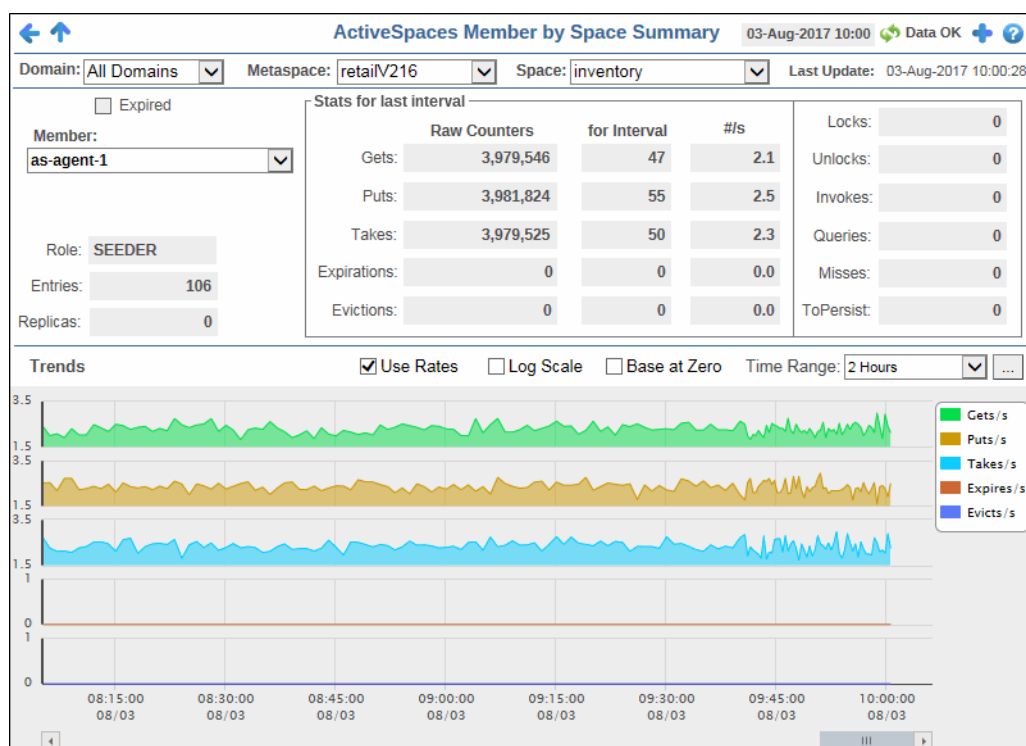 ActiveSpaces Member by Space Summary 03-Aug-2017 10:00 Data OK
Domain: All Domains Metaspace: retailV216 Space: inventory Last Update: 03-Aug-2017 10:00:28
Expired
Member:
as-agent-1
Role: SEEDER
Entries: 106
Replicas: 0
Stats for last interval
Raw Counters for Interval #/s
Gets: 3,979,546 47 2.1
Puts: 3,981,824 55 2.5
Takes: 3,979,525 50 2.3
Expirations: 0 0 0.0
Evictions: 0 0 0.0
Locks: 0
Unlocks: 0
Invokes: 0
Queries: 0
Misses: 0
ToPersist: 0
Trends Use Rates Log Scale Base at Zero Time Range: 2 Hours ...
3.5
1.5
3.5
1.5
3.5
1.5
1
0
1
0
08:15:00 08:30:00 08:45:00 09:00:00 09:15:00 09:30:00 09:45:00 10:00:00
08/03 08/03 08/03 08/03 08/03 08/03 08/03 08/03
Gets/s
Puts/s
Takes/s
Expires/s
Evicts/s